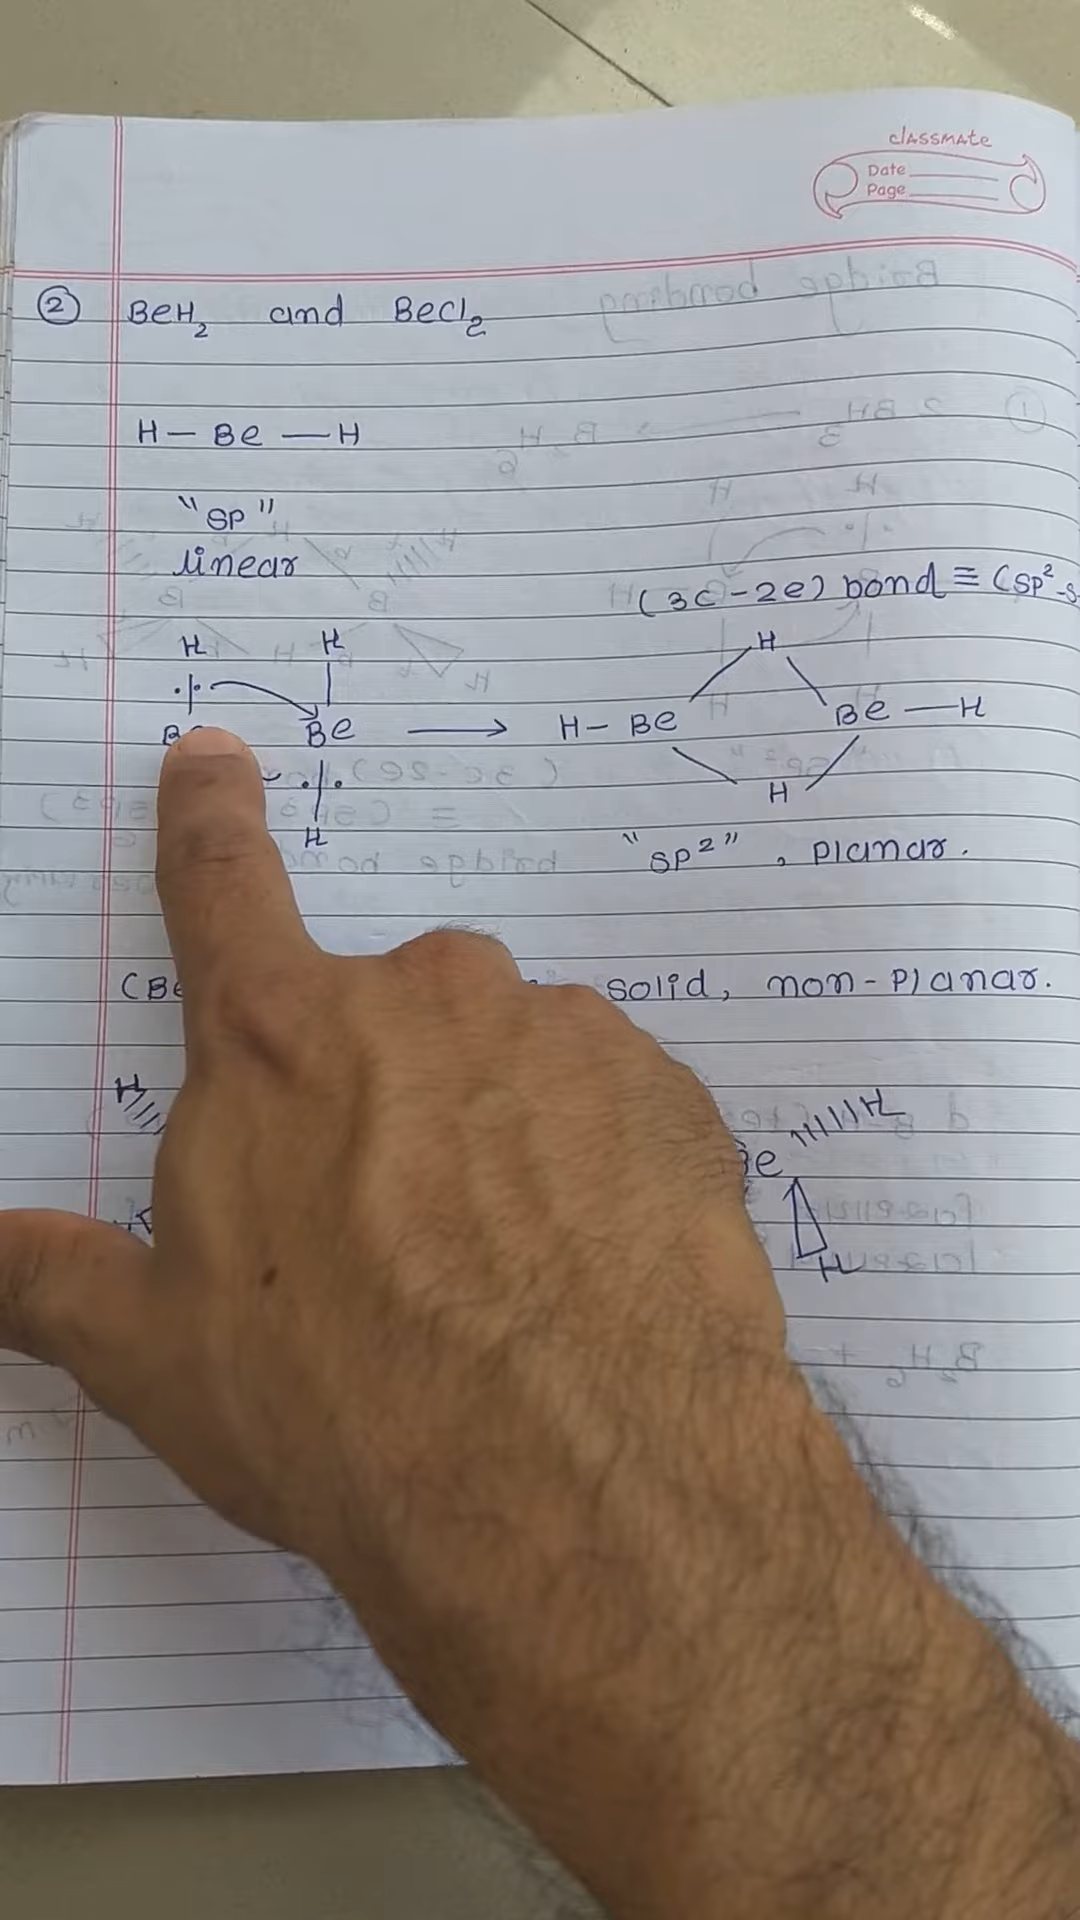 classmate
Date
Page
② BeH₂ and BeCl₂
H — Be — H
"sp"
linear
(3c-2e) bond ≡ (sp²-s
H H H
Be → H - Be Be — H
H H
"sp²", planar.
(Be solid, non-planar.
H H
Be
H